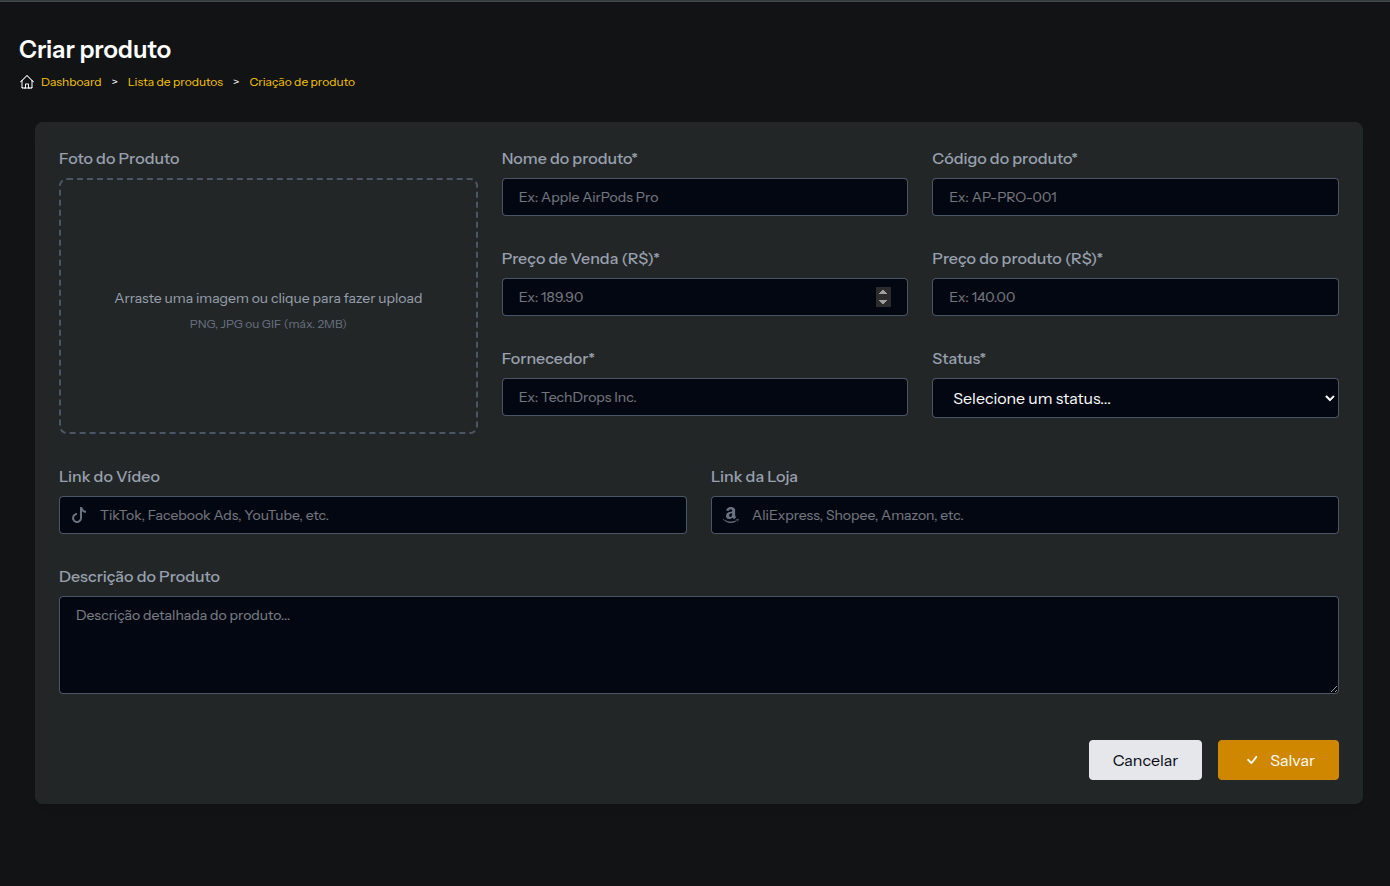 Criar produto
Dashboard > Lista de produtos > Criação de produto
Foto do Produto
Arraste uma imagem ou clique para fazer upload
PNG, JPG ou GIF (máx. 2MB)
Nome do produto*
Ex: Apple AirPods Pro
Código do produto*
Ex: AP-PRO-001
Preço de Venda (R$)*
Ex: 189.90
Preço do produto (R$)*
Ex: 140.00
Fornecedor*
Ex: TechDrops Inc.
Status*
Selecione um status...
Link do Vídeo
TikTok, Facebook Ads, YouTube, etc.
Link da Loja
AliExpress, Shopee, Amazon, etc.
Descrição do Produto
Descrição detalhada do produto...
Cancelar
Salvar